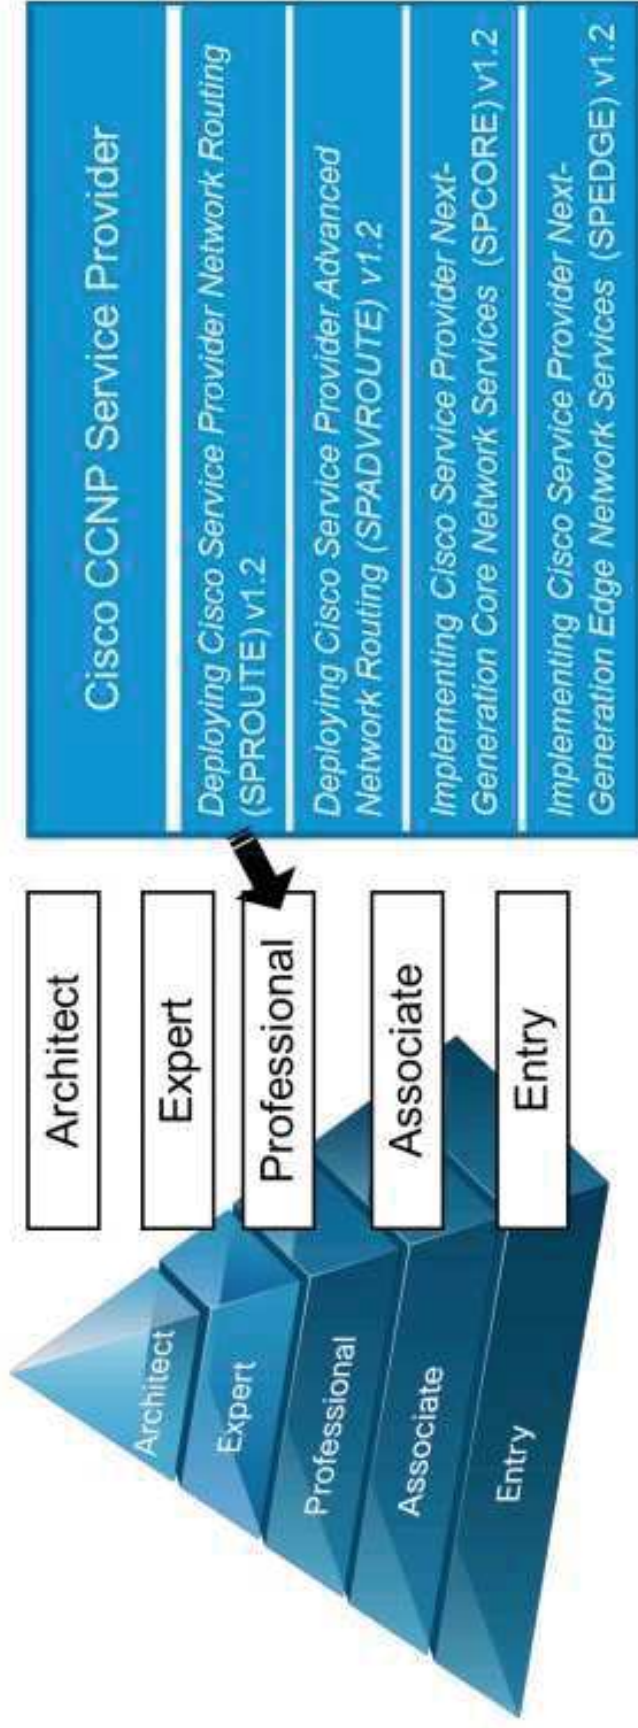 Architect
Expert
Professional
Associate
Entry
Architect
Expert
Professional
Associate
Entry
Cisco CCNP Service Provider
Deploying Cisco Service Provider Network Routing
(SPROUTE) v1.2
Deploying Cisco Service Provider Advanced
Network Routing (SPADVROUTE) v1.2
Implementing Cisco Service Provider Next-
Generation Core Network Services (SPCORE) v1.2
Implementing Cisco Service Provider Next-
Generation Edge Network Services (SPEDGE) v1.2